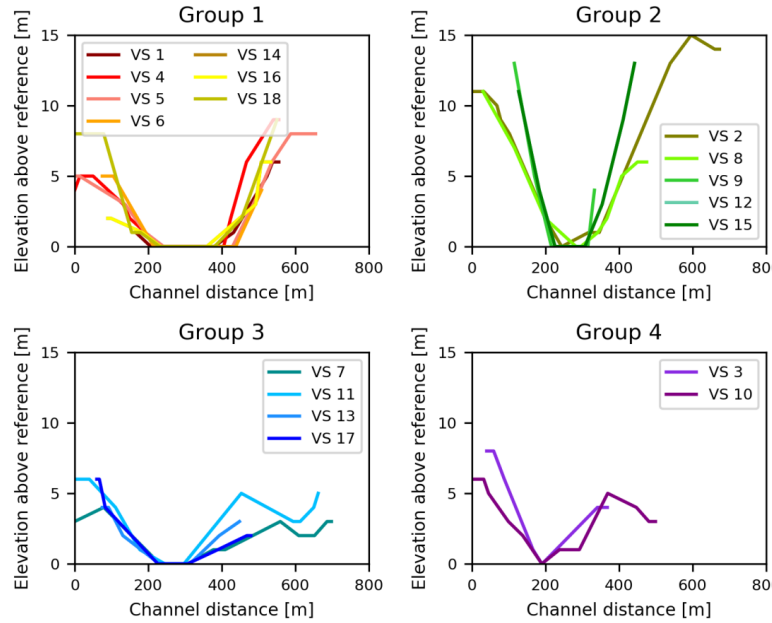 Group 1
Elevation above reference [m]
15
10
5
0
VS 1
VS 4
VS 5
VS 6
VS 14
VS 16
VS 18
0
200
400
600
800
Channel distance [m]
Group 2
Elevation above reference [m]
15
10
5
0
VS 2
VS 8
VS 9
VS 12
VS 15
0
200
400
600
80
Channel distance [m]
Group 3
Elevation above reference [m]
15
10
5
0
VS 7
VS 11
VS 13
VS 17
0
200
400
600
800
Channel distance [m]
Group 4
Elevation above reference [m]
15
10
5
0
VS 3
VS 10
0
200
400
600
80
Channel distance [m]